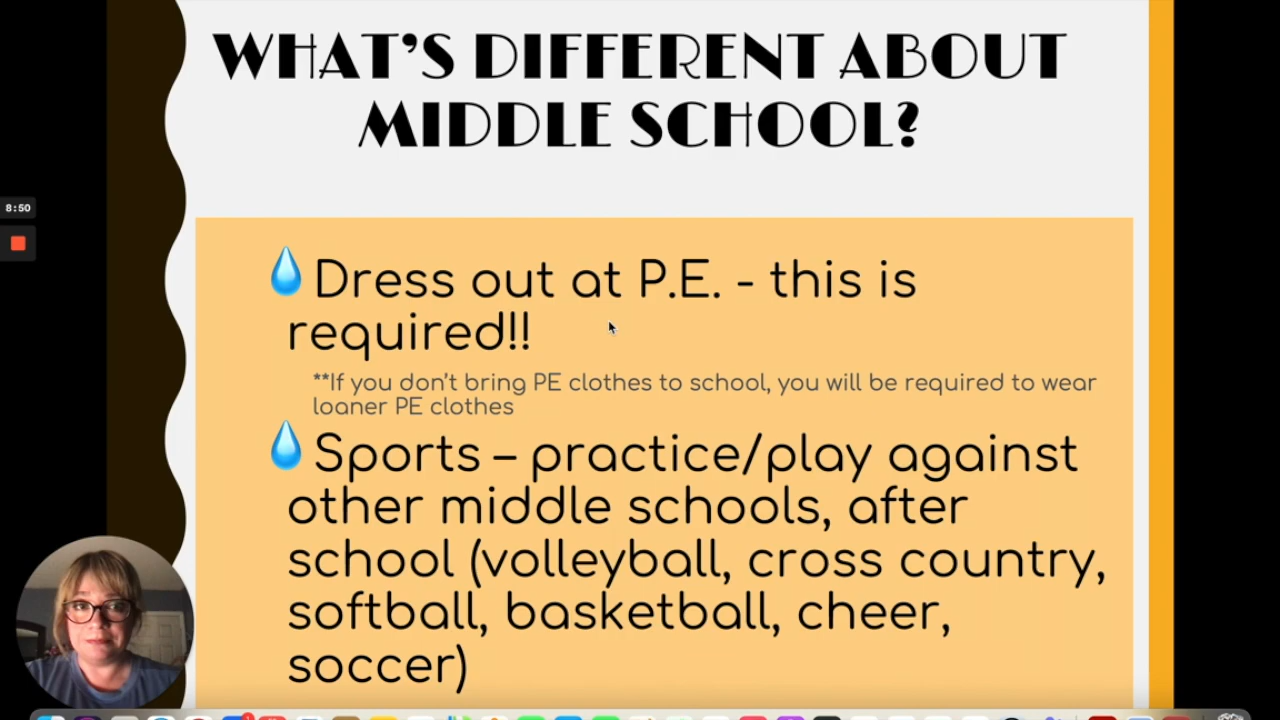 WHAT'S DIFFERENT ABOUT
MIDDLE SCHOOL?
8:50
Dress out at P.E. - this is
required!!
**If you don't bring PE clothes to school, you will be required to wear
loaner PE clothes
Sports – practice/play against
other middle schools, after
school (volleyball, cross country,
softball, basketball, cheer,
soccer)